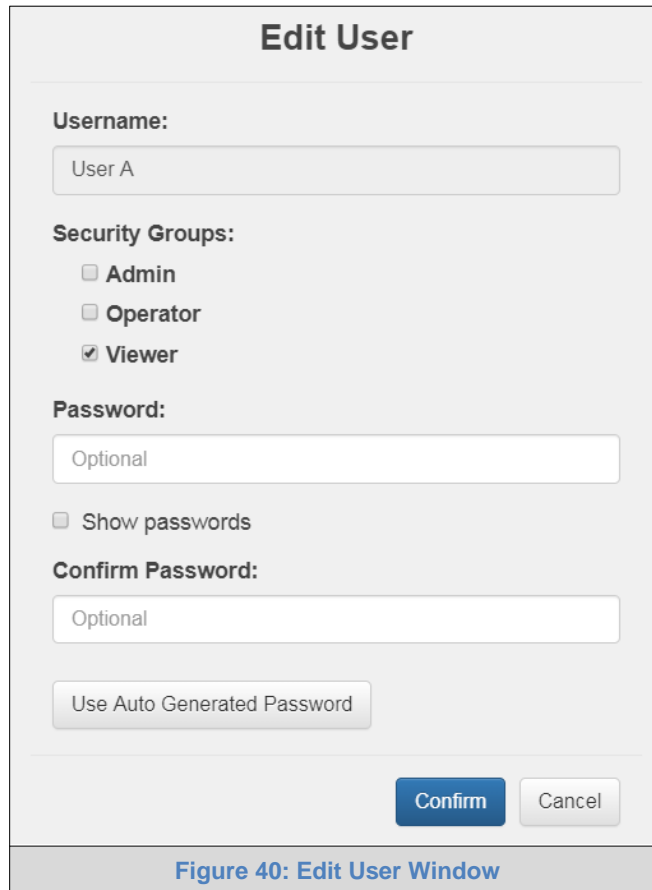 Edit User
Username:
User A
Security Groups:
Admin
Operator
Viewer
Password:
Optional
Show passwords
Confirm Password:
Optional
Use Auto Generated Password
Confirm Cancel
Figure 40: Edit User Window